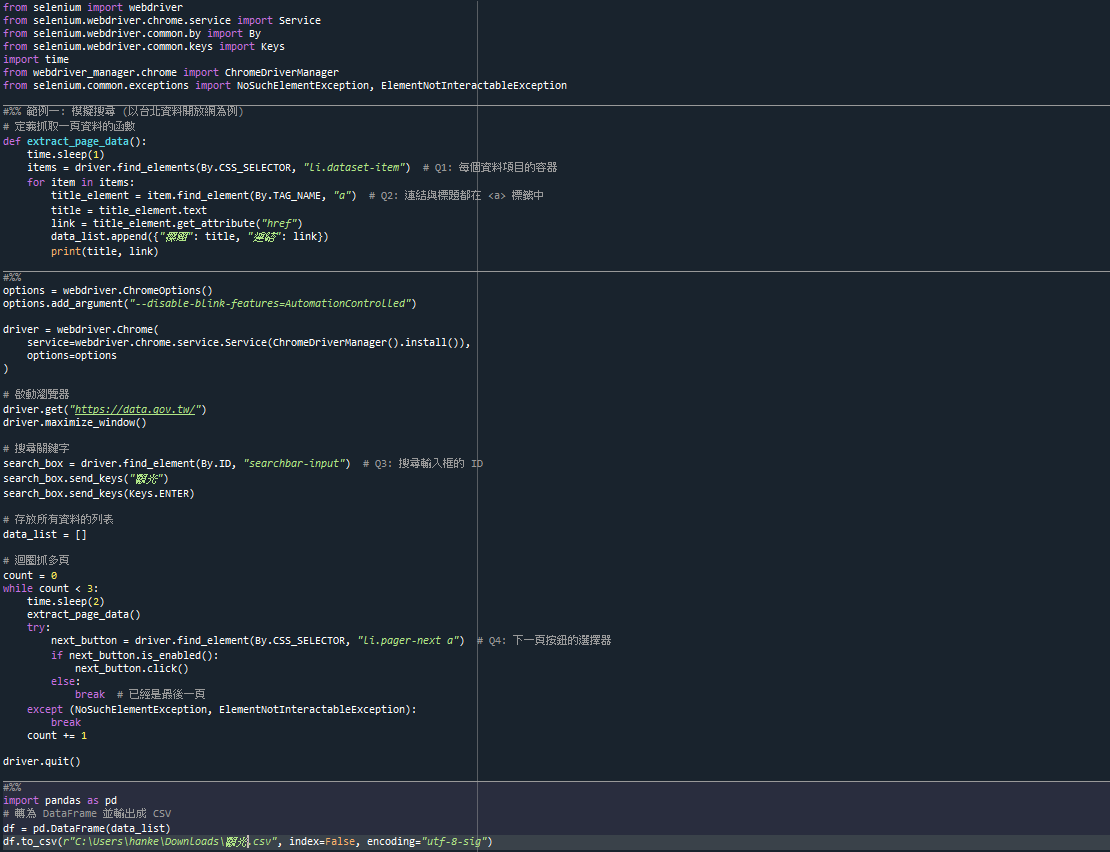 from selenium import webdriver
from selenium.webdriver.chrome.service import Service
from selenium.webdriver.common.by import By
from selenium.webdriver.common.keys import Keys
import time
from webdriver_manager.chrome import ChromeDriverManager
from selenium.common.exceptions import NoSuchElementException, ElementNotInteractableException
#%% 範例一: 模擬搜尋 (以台北資料開放網為例)
# 定義抓取一頁資料的函數
def extract_page_data():
    time.sleep(1)
    items = driver.find_elements(By.CSS_SELECTOR, "li.dataset-item")  # Q1: 每個資料項目的容器
    for item in items:
        title_element = item.find_element(By.TAG_NAME, "a")  # Q2: 連結與標題都在 <a> 標籤中
        title = title_element.text
        link = title_element.get_attribute("href")
        data_list.append({"標題": title, "連結": link})
        print(title, link)
#%%
options = webdriver.ChromeOptions()
options.add_argument("--disable-blink-features=AutomationControlled")
driver = webdriver.Chrome(
    service=webdriver.chrome.service.Service(ChromeDriverManager().install()),
    options=options
)
# 啟動瀏覽器
driver.get("https://data.gov.tw/")
driver.maximize_window()
# 搜尋關鍵字
search_box = driver.find_element(By.ID, "searchbar-input")  # Q3: 搜尋輸入框的 ID
search_box.send_keys("觀光")
search_box.send_keys(Keys.ENTER)
# 存放所有資料的列表
data_list = []
# 迴圈抓多頁
count = 0
while count < 3:
    time.sleep(2)
    extract_page_data()
    try:
        next_button = driver.find_element(By.CSS_SELECTOR, "li.pager-next a")  # Q4: 下一頁按鈕的選擇器
        if next_button.is_enabled():
            next_button.click()
        else:
            break  # 已經是最後一頁
    except (NoSuchElementException, ElementNotInteractableException):
        break
    count += 1
driver.quit()
#%%
import pandas as pd
# 轉為 DataFrame 並輸出成 CSV
df = pd.DataFrame(data_list)
df.to_csv(r"C:\Users\hanke\Downloads\觀光.csv", index=False, encoding="utf-8-sig")